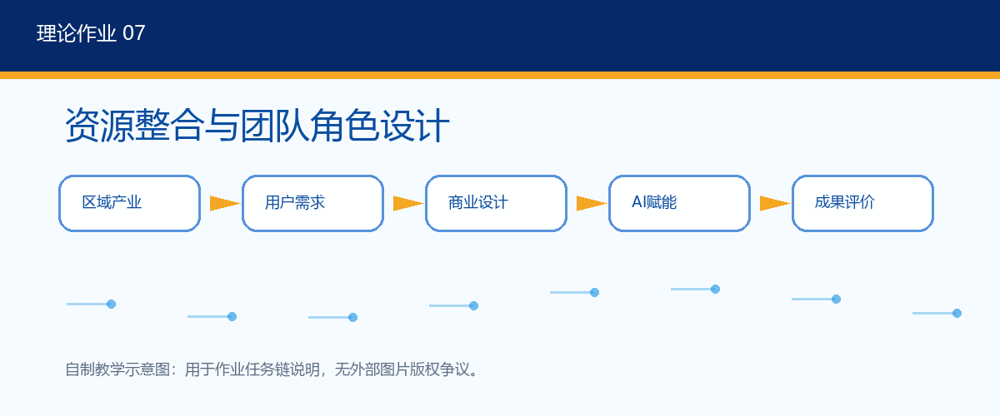 理论作业 07
资源整合与团队角色设计
区域产业
用户需求
商业设计
AI赋能
成果评价
自制教学示意图：用于作业任务链说明，无外部图片版权争议。